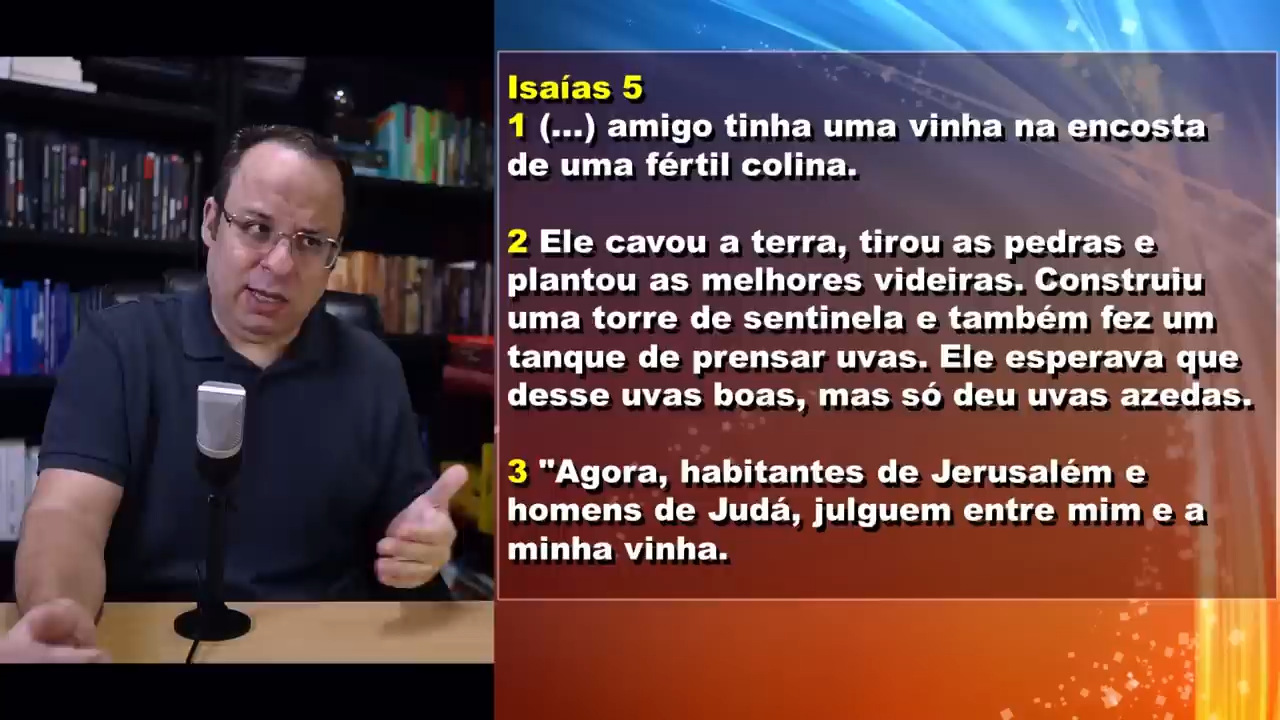 Isaías 5
1 (...) amigo tinha uma vinha na encosta
de uma fértil colina.
2 Ele cavou a terra, tirou as pedras e
plantou as melhores videiras. Construiu
uma torre de sentinela e também fez um
tanque de prensar uvas. Ele esperava que
desse uvas boas, mas só deu uvas azedas.
3 "Agora, habitantes de Jerusalém e
homens de Judá, julguem entre mim e a
minha vinha.